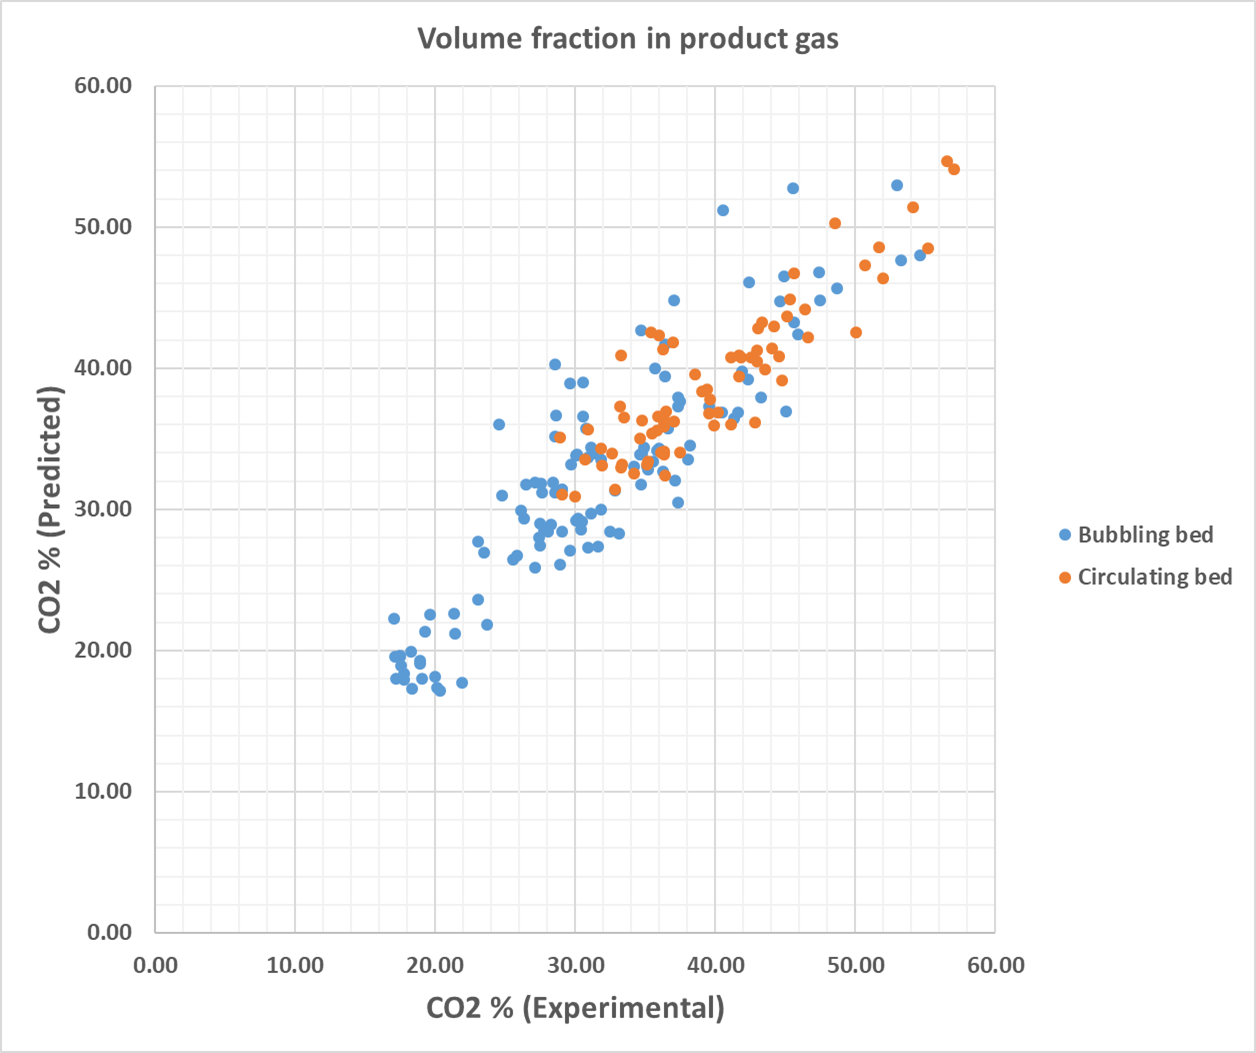 Volume fraction in product gas
60.00
50.00
40.00
30.00
20.00
10.00
0.00
0.00 10.00 20.00 30.00 40.00 50.00 60.00
CO2 % (Predicted)
CO2 % (Experimental)
Bubbling bed
Circulating bed